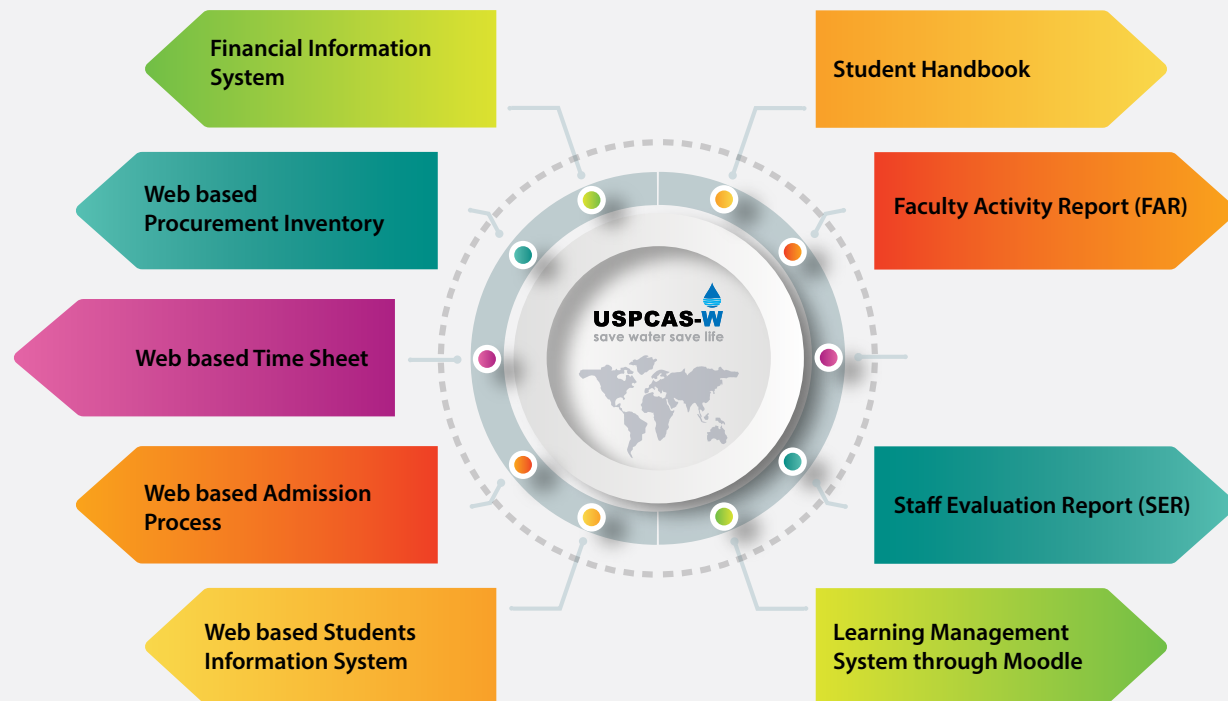 Financial Information
System
Student Handbook
Web based
Procurement Inventory
Faculty Activity Report (FAR)
USPCAS-W
save water save life
Web based Time Sheet
Web based Admission
Process
Staff Evaluation Report (SER)
Web based Students
Information System
Learning Management
System through Moodle